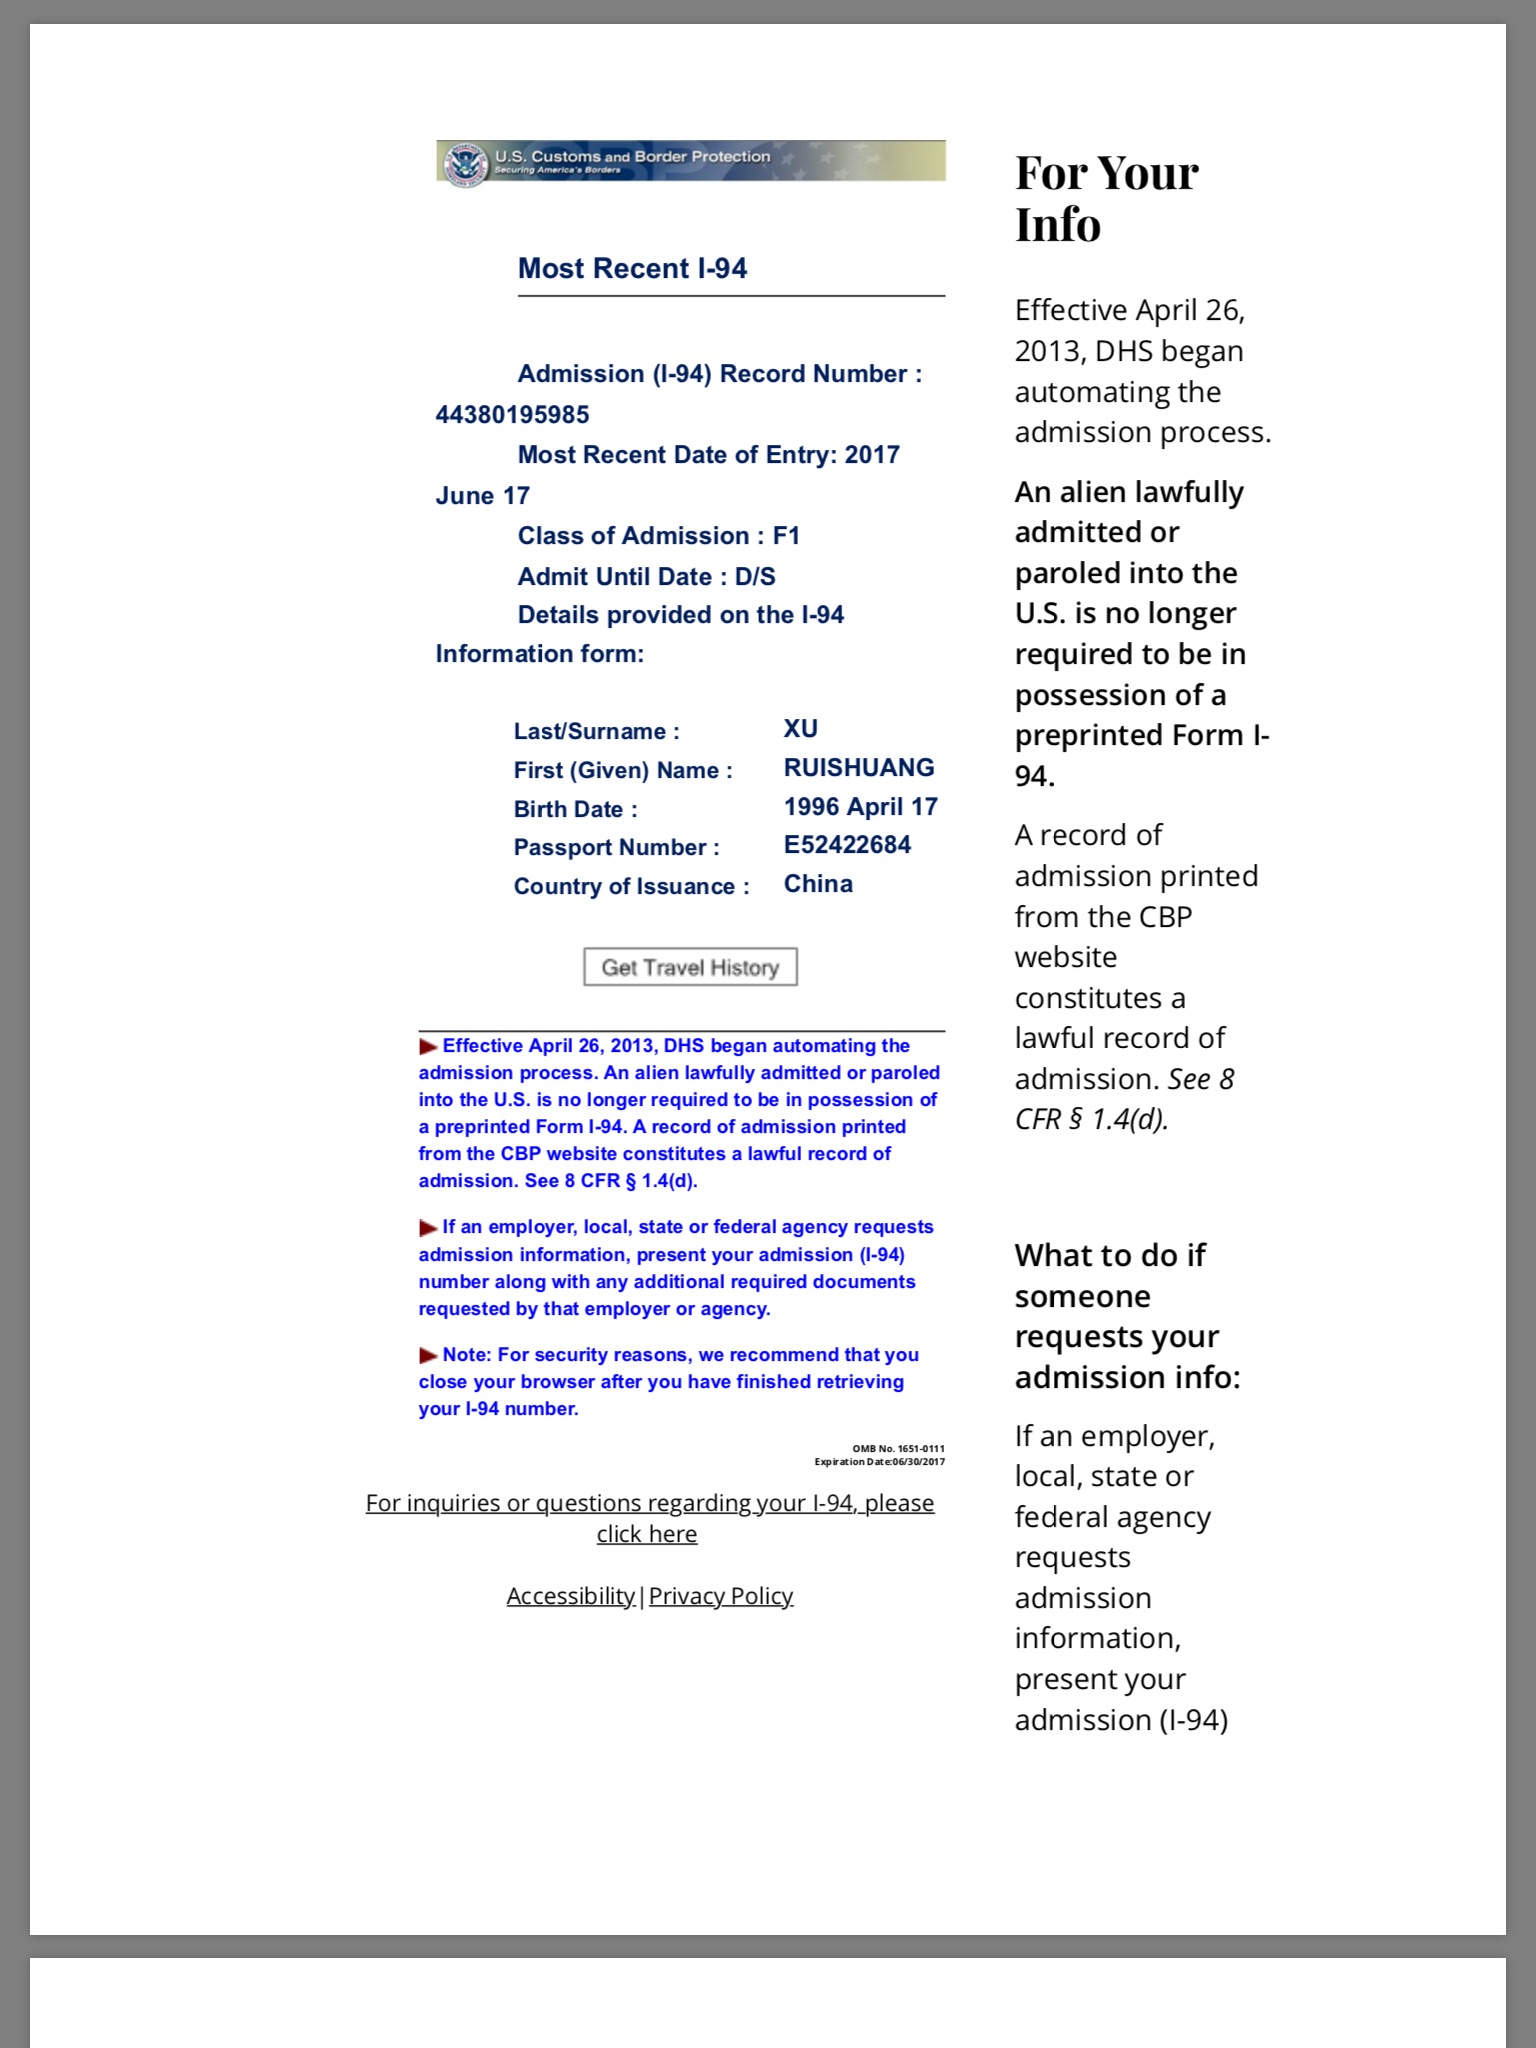 U.S. Customs and Border Protection
Securing America's Borders
Most Recent I-94
Admission (I-94) Record Number :
44380195985
Most Recent Date of Entry: 2017
June 17
Class of Admission : F1
Admit Until Date : D/S
Details provided on the I-94
Information form:
Last/Surname : XU
First (Given) Name : RUISHUANG
Birth Date : 1996 April 17
Passport Number : E52422684
Country of Issuance : China
Get Travel History
Effective April 26, 2013, DHS began automating the
admission process. An alien lawfully admitted or paroled
into the U.S. is no longer required to be in possession of
a preprinted Form I-94. A record of admission printed
from the CBP website constitutes a lawful record of
admission. See 8 CFR § 1.4(d).
If an employer, local, state or federal agency requests
admission information, present your admission (I-94)
number along with any additional required documents
requested by that employer or agency.
Note: For security reasons, we recommend that you
close your browser after you have finished retrieving
your I-94 number.
OMB No. 1651-0111
Expiration Date:06/30/2017
For inquiries or questions regarding your I-94, please
click here
Accessibility|Privacy Policy
For Your
Info
Effective April 26,
2013, DHS began
automating the
admission process.
An alien lawfully
admitted or
paroled into the
U.S. is no longer
required to be in
possession of a
preprinted Form I-
94.
A record of
admission printed
from the CBP
website
constitutes a
lawful record of
admission. See 8
CFR § 1.4(d).
What to do if
someone
requests your
admission info:
If an employer,
local, state or
federal agency
requests
admission
information,
present your
admission (I-94)